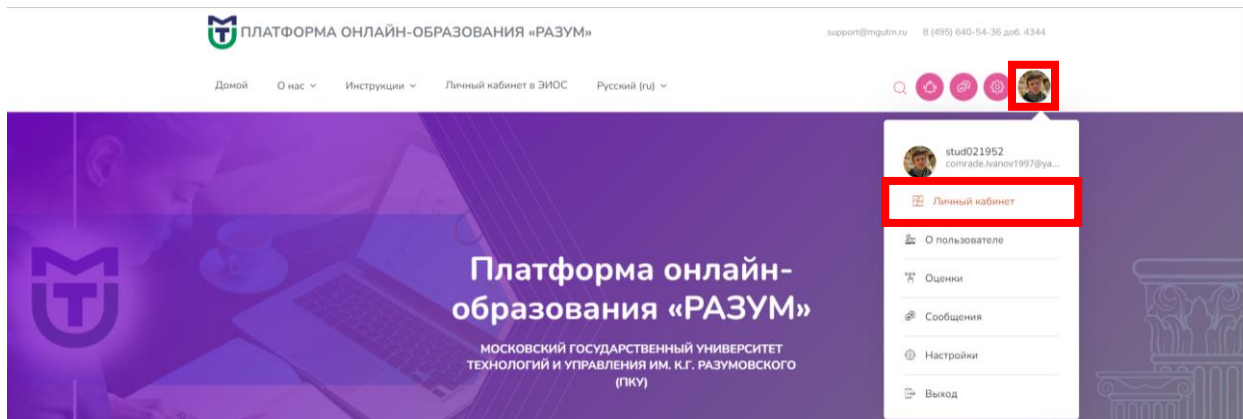 ПЛАТФОРМА ОНЛАЙН-ОБРАЗОВАНИЯ «РАЗУМ»
support@mgutm.ru 8 (495) 640-54-36 доб. 4344
Домой О нас Инструкции Личный кабинет в ЭИОС Русский (ru)
stud021952
comrade.ivanov1997@ya...
Личный кабинет
О пользователе
Оценки
Сообщения
Настройки
Выход
Платформа онлайн-
образования «РАЗУМ»
МОСКОВСКИЙ ГОСУДАРСТВЕННЫЙ УНИВЕРСИТЕТ
ТЕХНОЛОГИЙ И УПРАВЛЕНИЯ ИМ. К.Г. РАЗУМОВСКОГО
(ПКУ)